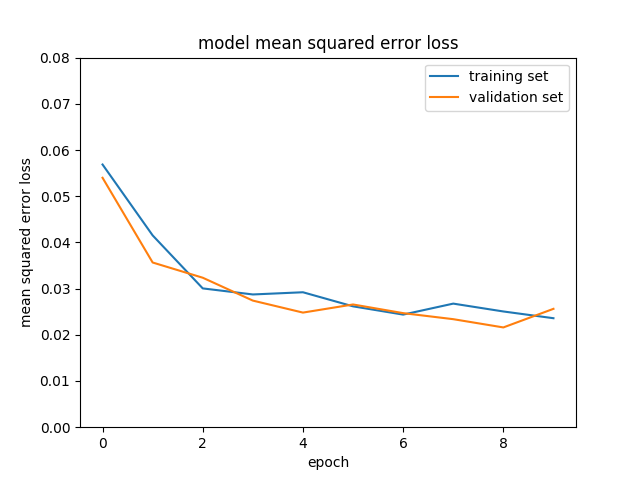 model mean squared error loss
training set
validation set
0.08
0.07
0.06
0.05
0.04
0.03
0.02
0.01
0.00
mean squared error loss
0 2 4 6 8
epoch